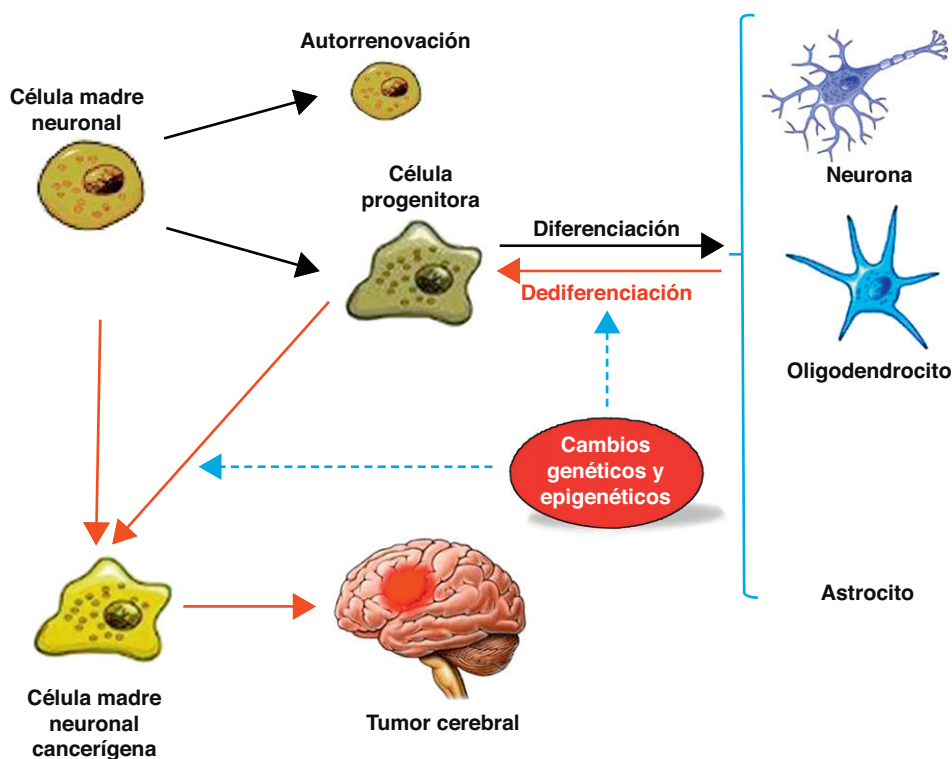 Autorrenovación
Célula madre
neuronal
Célula
progenitora
Diferenciación
Dediferenciación
Neurona
Oligodendrocito
Cambios
genéticos y
epigenéticos
Astrocito
Célula madre
neuronal
cancerígena
Tumor cerebral